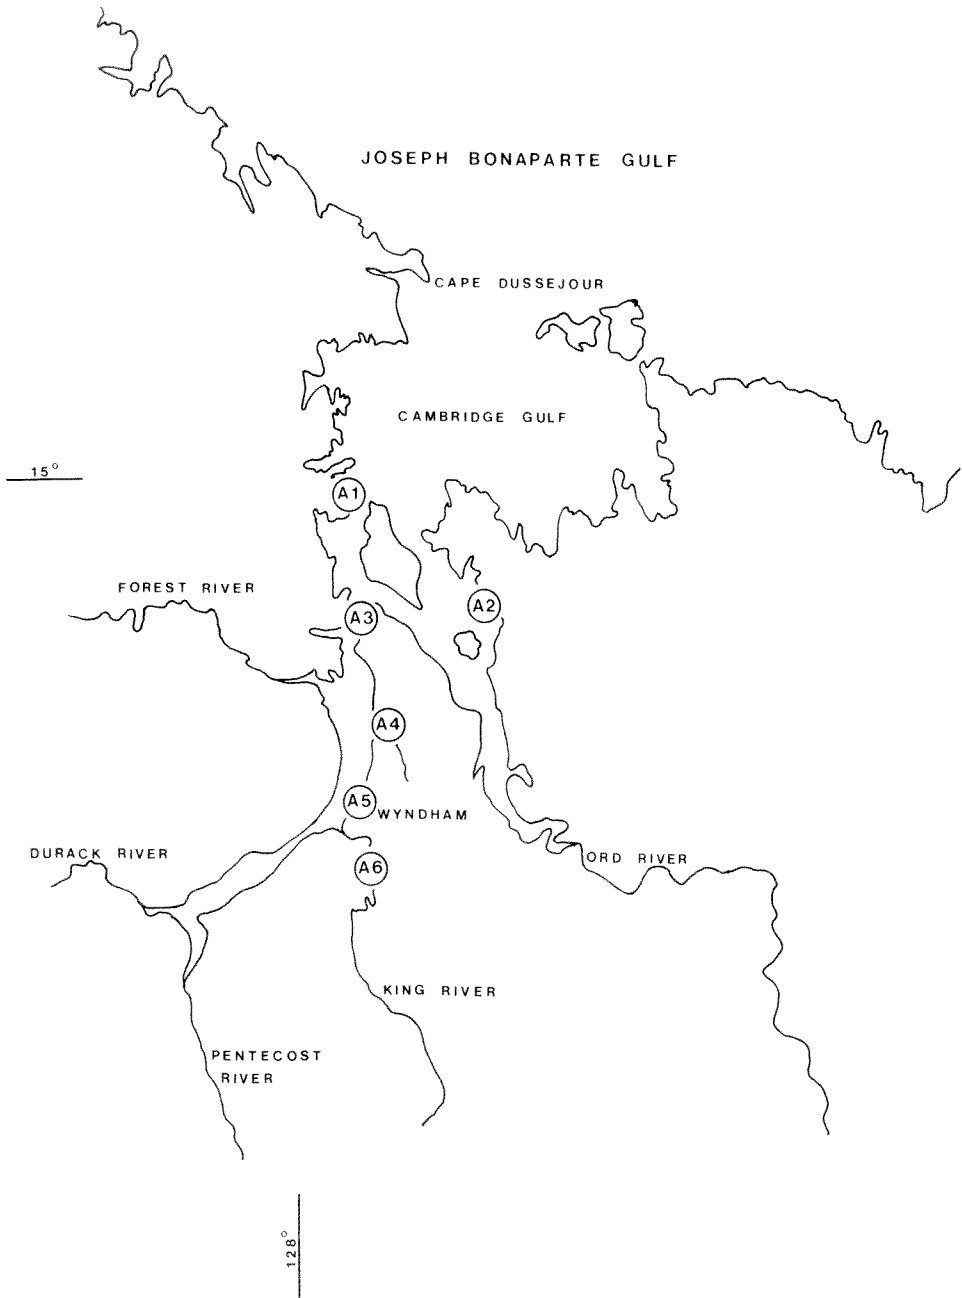 JOSEPH BONAPARTE GULF
CAPE DUSSEJOUR
CAMBRIDGE GULF
15°
A1
FOREST RIVER
A2
A3
A4
A5
WYNDHAM
DURACK RIVER
ORD RIVER
A6
KING RIVER
PENTECOST
RIVER
128°